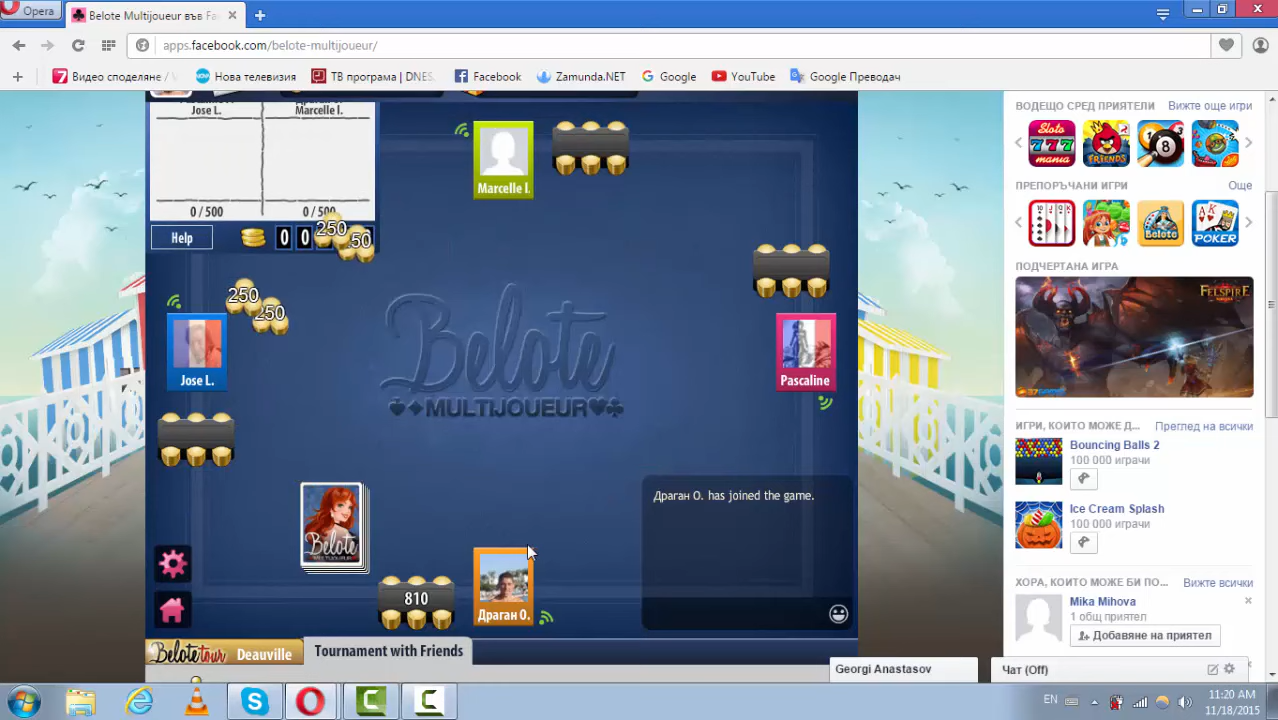 Opera
Belote Multijoueur във Fa
apps.facebook.com/belote-multijoueur/
Видео споделяне / V
Нова телевизия
ТВ програма | DNES.
Facebook
Zamunda.NET
Google
YouTube
Google Преводач
Jose L.
Marcelle I.
0 / 500
0 / 500
Help
0 0
250
50
250
250
Marcelle I.
Jose L.
Pascaline
Belote
MULTIJOUEUR
Belote
MULTIJOUEUR
810
Драган О.
Драган О. has joined the game.
Belotetour Deauville
Tournament with Friends
ВОДЕЩО СРЕД ПРИЯТЕЛИ
Вижте още игри
Sloto
777
mania
FRIENDS
8
ПРЕПОРЪЧАНИ ИГРИ
Още
10 J Q K
Belote
A K
POKER
ПОДЧЕРТАНА ИГРА
FELSPIRE
ИГРИ, КОИТО МОЖЕ Д...
Преглед на всички
Bouncing Balls 2
100 000 играчи
Ice Cream Splash
100 000 играчи
ХОРА, КОИТО МОЖЕ БИ ПО...
Вижте всички
Mika Mihova
1 общ приятел
Добавяне на приятел
Georgi Anastasov
Чат (Off)
EN
11:20 AM
11/18/2015